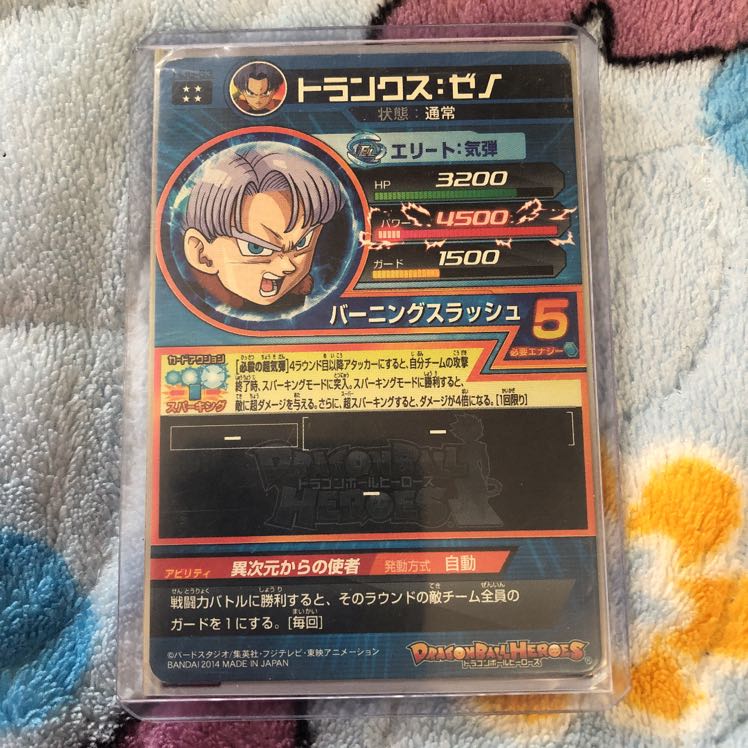 ★★
★★
トランクス：ゼノ
状態：通常
EL エリート：気弾
HP 3200
パワー 4500
ガード 1500
バーニングスラッシュ 5
必要エナジー
カードアクション
スパーキング
[必殺の超気弾]4ラウンド目以降アタッカーにすると、自分チームの攻撃
終了時、スパーキングモードに突入。スパーキングモードに勝利すると、
敵に超ダメージを与える。さらに、超スパーキングすると、ダメージが4倍になる。[1回限り]
ー
ー
DRAGONBALL
ドラゴンボールヒーローズ
HEROES
ー
アビリティ 異次元からの使者 発動方式 自動
戦闘力バトルに勝利すると、そのラウンドの敵チーム全員の
ガードを1にする。[毎回]
©バードスタジオ/集英社・フジテレビ・東映アニメーション
BANDAI 2014 MADE IN JAPAN
DRAGONBALL HEROES
ドラゴンボールヒーローズ